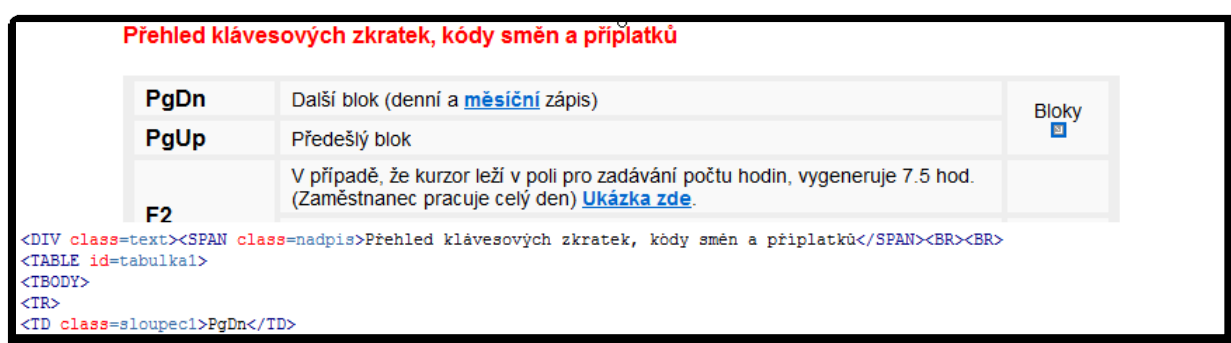 Přehled klávesových zkratek, kódy směn a příplatků
PgDn
Další blok (denní a měsíční zápis)
Bloky
PgUp
Předešlý blok
F2
V případě, že kurzor leží v poli pro zadávání počtu hodin, vygeneruje 7.5 hod.
(Zaměstnanec pracuje celý den) Ukázka zde.
<DIV class=text><SPAN class=nadpis>Přehled klávesových zkratek, kódy směn a příplatků</SPAN><BR><BR>
<TABLE id=tabulka1>
<TBODY>
<TR>
<TD class=sloupec1>PgDn</TD>